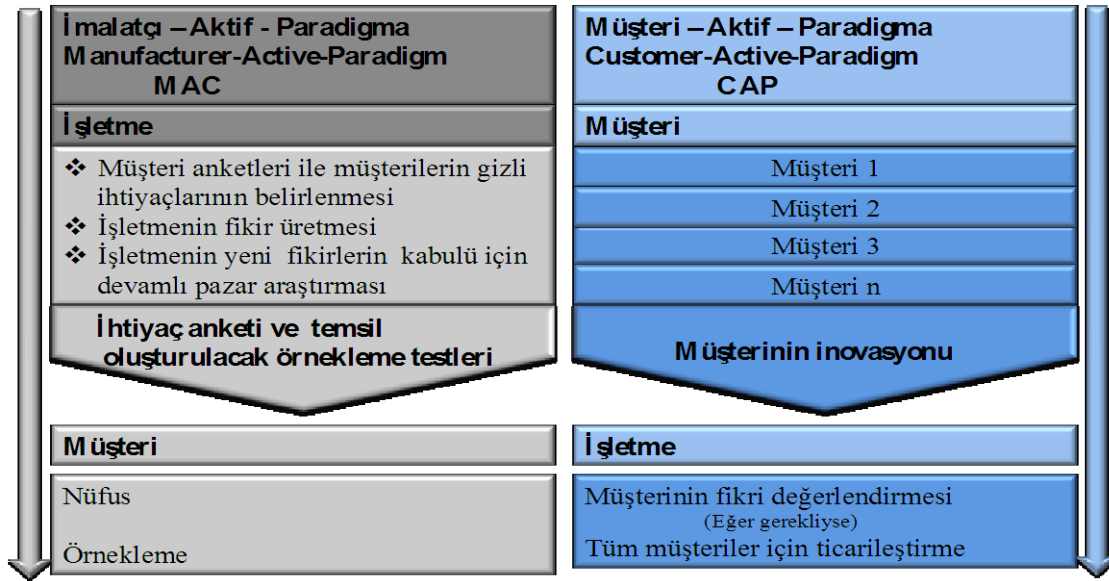 İmalatçı – Aktif - Paradigma
Manufacturer-Active-Paradigm
MAC
İşletme
❖ Müşteri anketleri ile müşterilerin gizli
ihtiyaçlarının belirlenmesi
❖ İşletmenin fikir üretmesi
❖ İşletmenin yeni fikirlerin kabulü için
devamlı pazar araştırması
İhtiyaç anketi ve temsil
oluşturulacak örnekleme testleri
Müşteri
Nüfus
Örnekleme
Müşteri – Aktif – Paradigma
Customer-Active-Paradigm
CAP
Müşteri
Müşteri 1
Müşteri 2
Müşteri 3
Müşteri n
Müşterinin inovasyonu
İşletme
Müşterinin fikri değerlendirmesi
(Eğer gerekliyse)
Tüm müşteriler için ticarileştirme